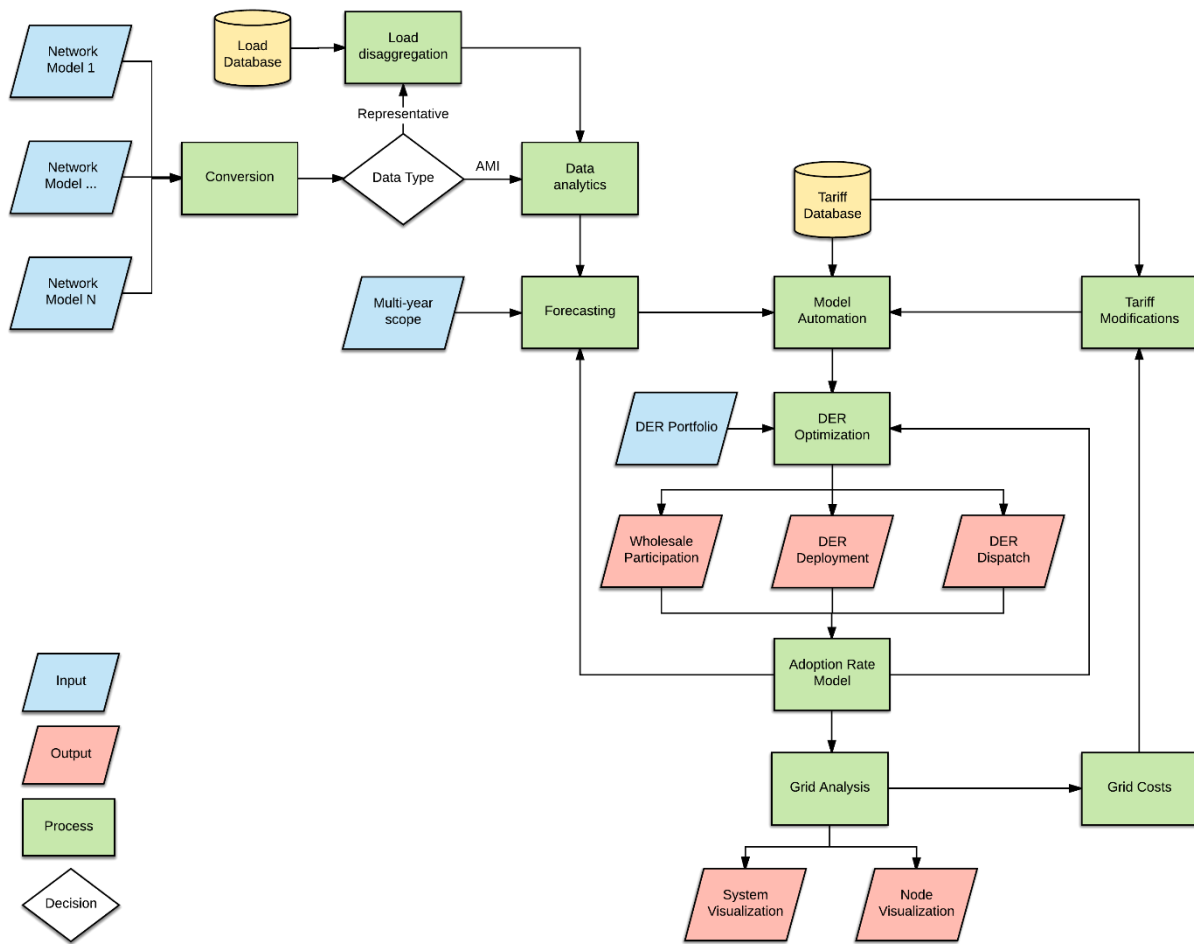 Network
Model 1
Load
Database
Load
disaggregation
Representative
Network
Model ...
Conversion
Data Type
AMI
Data
analytics
Tariff
Database
Network
Model N
Multi-year
scope
Forecasting
Model
Automation
Tariff
Modifications
DER Portfolio
DER
Optimization
Wholesale
Participation
DER
Deployment
DER
Dispatch
Adoption Rate
Model
Input
Output
Grid Analysis
Grid Costs
Process
Decision
System
Visualization
Node
Visualization